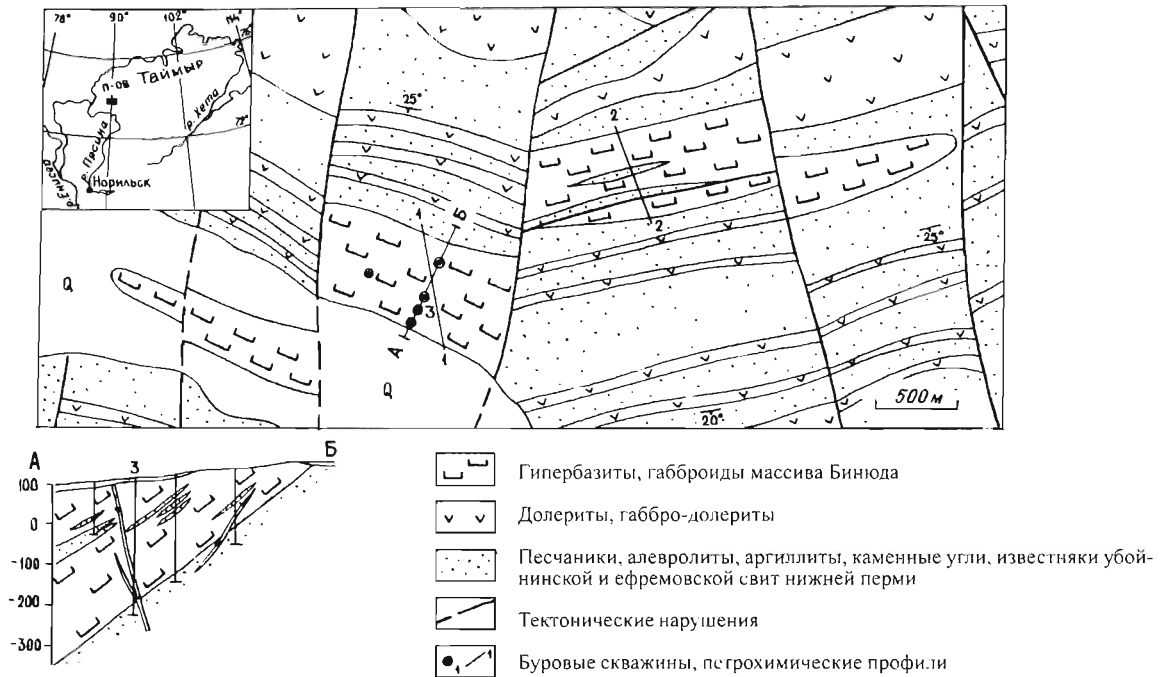 78° 90° 102° 114°
76°
п-ов Таймыр
р. Хета
72°
р. Пясина
р. Енисей
Норильск
25°
2
2
1
Б
3
А
1
Q
Q
25°
20°
500 м
А
Б
3
100
0
-100
-200
-300
Гипербазиты, габброиды массива Бинюда
Долериты, габбро-долериты
Песчаники, алевролиты, аргиллиты, каменные угли, известняки убой-
нинской и ефремовской свит нижней перми
Тектонические нарушения
1 1
Буровые скважины, петрохимические профили